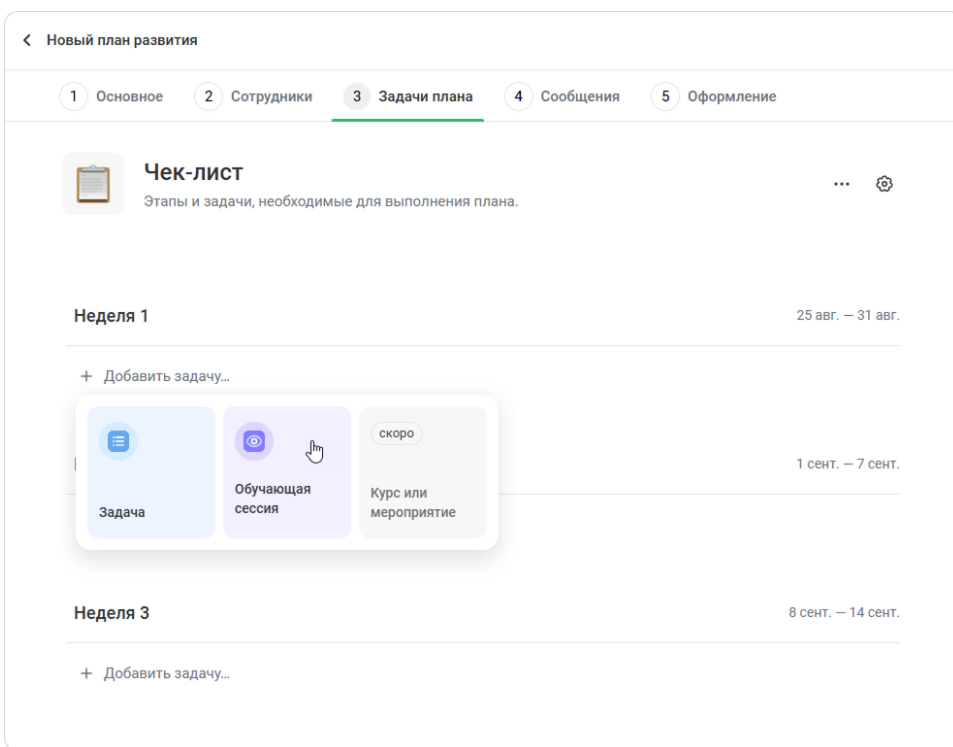 Новый план развития
1 Основное 2 Сотрудники 3 Задачи плана 4 Сообщения 5 Оформление
Чек-лист
Этапы и задачи, необходимые для выполнения плана.
Неделя 1 25 авг. — 31 авг.
+ Добавить задачу...
скоро
1 сент. — 7 сент.
Задача
Обучающая
сессия
Курс или
мероприятие
Неделя 3 8 сент. — 14 сент.
+ Добавить задачу...